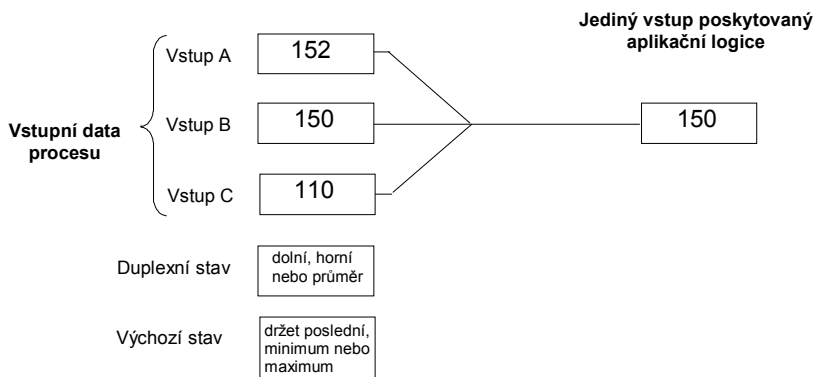 Jediný vstup poskytovaný
aplikační logice
Vstupní data
procesu
Vstup A
152
Vstup B
150
150
Vstup C
110
Duplexní stav
dolní, horní
nebo průměr
Výchozí stav
držet poslední,
minimum nebo
maximum